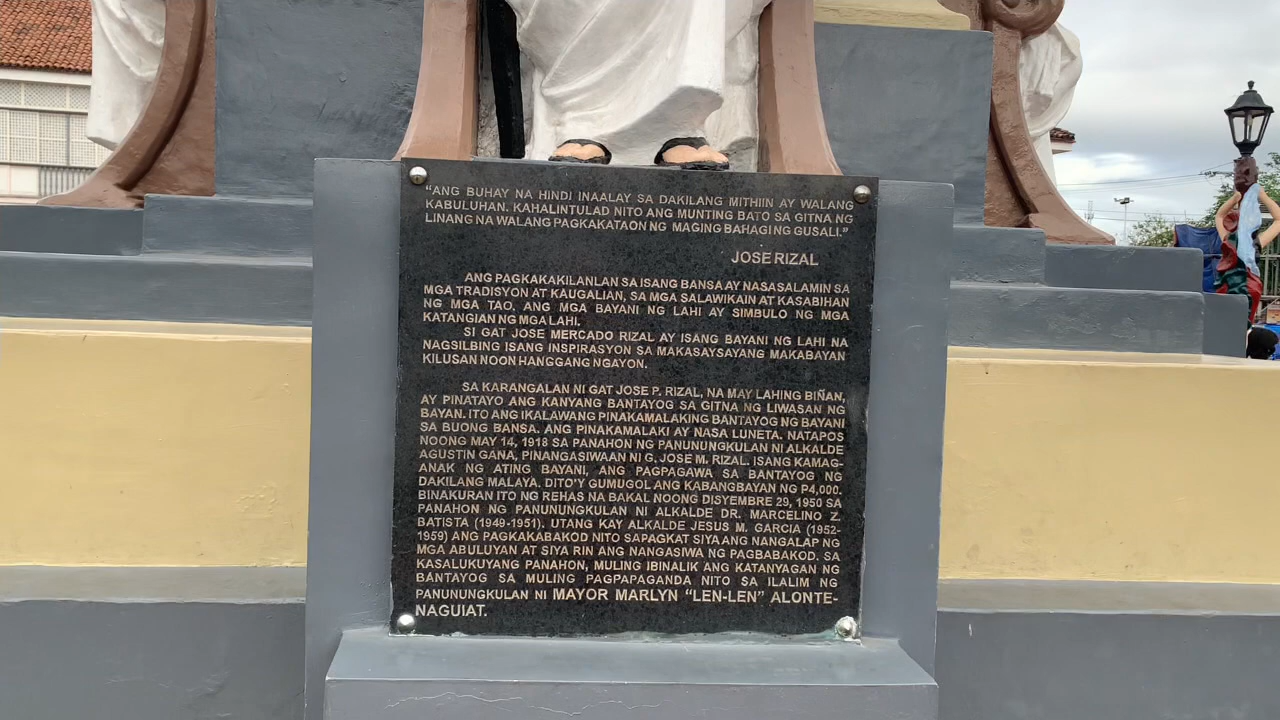 “ANG BUHAY NA HINDI INAALAY SA DAKILANG MITHIIN AY WALANG
KABULUHAN. KAHALINTULAD NITO ANG MUNTING BATO SA GITNA NG
LINANG NA WALANG PAGKAKATAON NG MAGING BAHAGI NG GUSALI.”
JOSE RIZAL
ANG PAGKAKAKILANLAN SA ISANG BANSA AY NASASALAMIN SA
MGA TRADISYON AT KAUGALIAN, SA MGA SALAWIKAIN AT KASABIHAN
NG MGA TAO. ANG MGA BAYANI NG LAHI AY SIMBULO NG MGA
KATANGIAN NG MGA LAHI.
SI GAT JOSE MERCADO RIZAL AY ISANG BAYANI NG LAHI NA
NAGSILBING ISANG INSPIRASYON SA MAKASAYSAYANG MAKABAYAN
KILUSAN NOON HANGGANG NGAYON.
SA KARANGALAN NI GAT JOSE P. RIZAL, NA MAY LAHING BIÑAN,
AY PINATAYO ANG KANYANG BANTAYOG SA GITNA NG LIWASAN NG
BAYAN. ITO ANG IKALAWANG PINAKAMALAKING BANTAYOG NG BAYANI
SA BUONG BANSA. ANG PINAKAMALAKI AY NASA LUNETA. NATAPOS
NOONG MAY 14, 1918 SA PANAHON NG PANUNUNGKULAN NI ALKALDE
AGUSTIN GANA, PINANGASIWAAN NI G. JOSE M. RIZAL. ISANG KAMAG-
ANAK NG ATING BAYANI, ANG PAGPAGAWA SA BANTAYOG NG
DAKILANG MALAYA. DITO’Y GUMUGOL ANG KABANGBAYAN NG P4,000.
BINAKURAN ITO NG REHAS NA BAKAL NOONG DISYEMBRE 29, 1950 SA
PANAHON NG PANUNUNGKULAN NI ALKALDE DR. MARCELINO Z.
BATISTA (1949-1951). UTANG KAY ALKALDE JESUS M. GARCIA (1952-
1959) ANG PAGKAKABAKOD NITO SAPAGKAT SIYA ANG NANGALAP NG
MGA ABULUYAN AT SIYA RIN ANG NANGASIWA NG PAGBABAKOD. SA
KASALUKUYANG PANAHON, MULING IBINALIK ANG KATANYAGAN NG
BANTAYOG SA MULING PAGPAPAGANDA NITO SA ILALIM NG
PANUNUNGKULAN NI MAYOR MARLYN “LEN-LEN” ALONTE-
NAGUIAT.